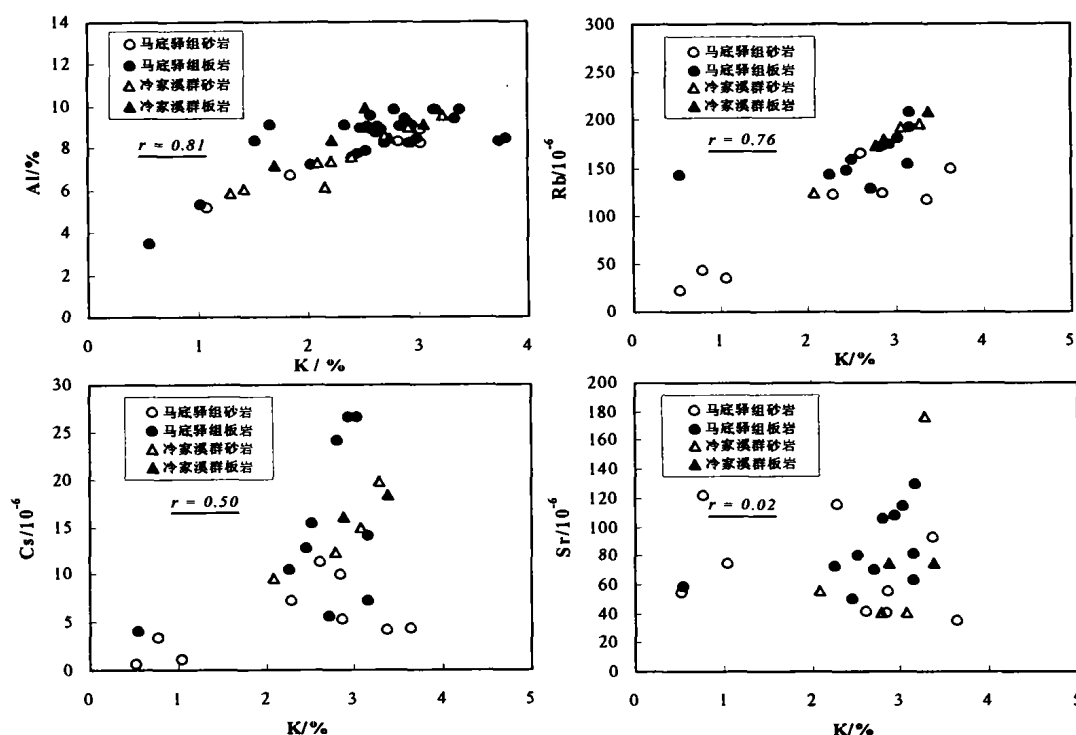 14
12
10
8
6
4
2
0
Al/%
马底驿组砂岩
马底驿组板岩
冷家溪群砂岩
冷家溪群板岩
r = 0.81
0 1 2 3 4
K / %
300
250
200
150
100
50
0
Rb/10⁻⁶
马底驿组砂岩
马底驿组板岩
冷家溪群砂岩
冷家溪群板岩
r = 0.76
0 1 2 3 4 5
K/%
30
25
20
15
10
5
0
Cs/10⁻⁶
马底驿组砂岩
马底驿组板岩
冷家溪群砂岩
冷家溪群板岩
r = 0.50
0 1 2 3 4 5
K/%
200
180
160
140
120
100
80
60
40
20
0
Sr/10⁻⁶
马底驿组砂岩
马底驿组板岩
冷家溪群砂岩
冷家溪群板岩
r = 0.02
0 1 2 3 4 5
K/%